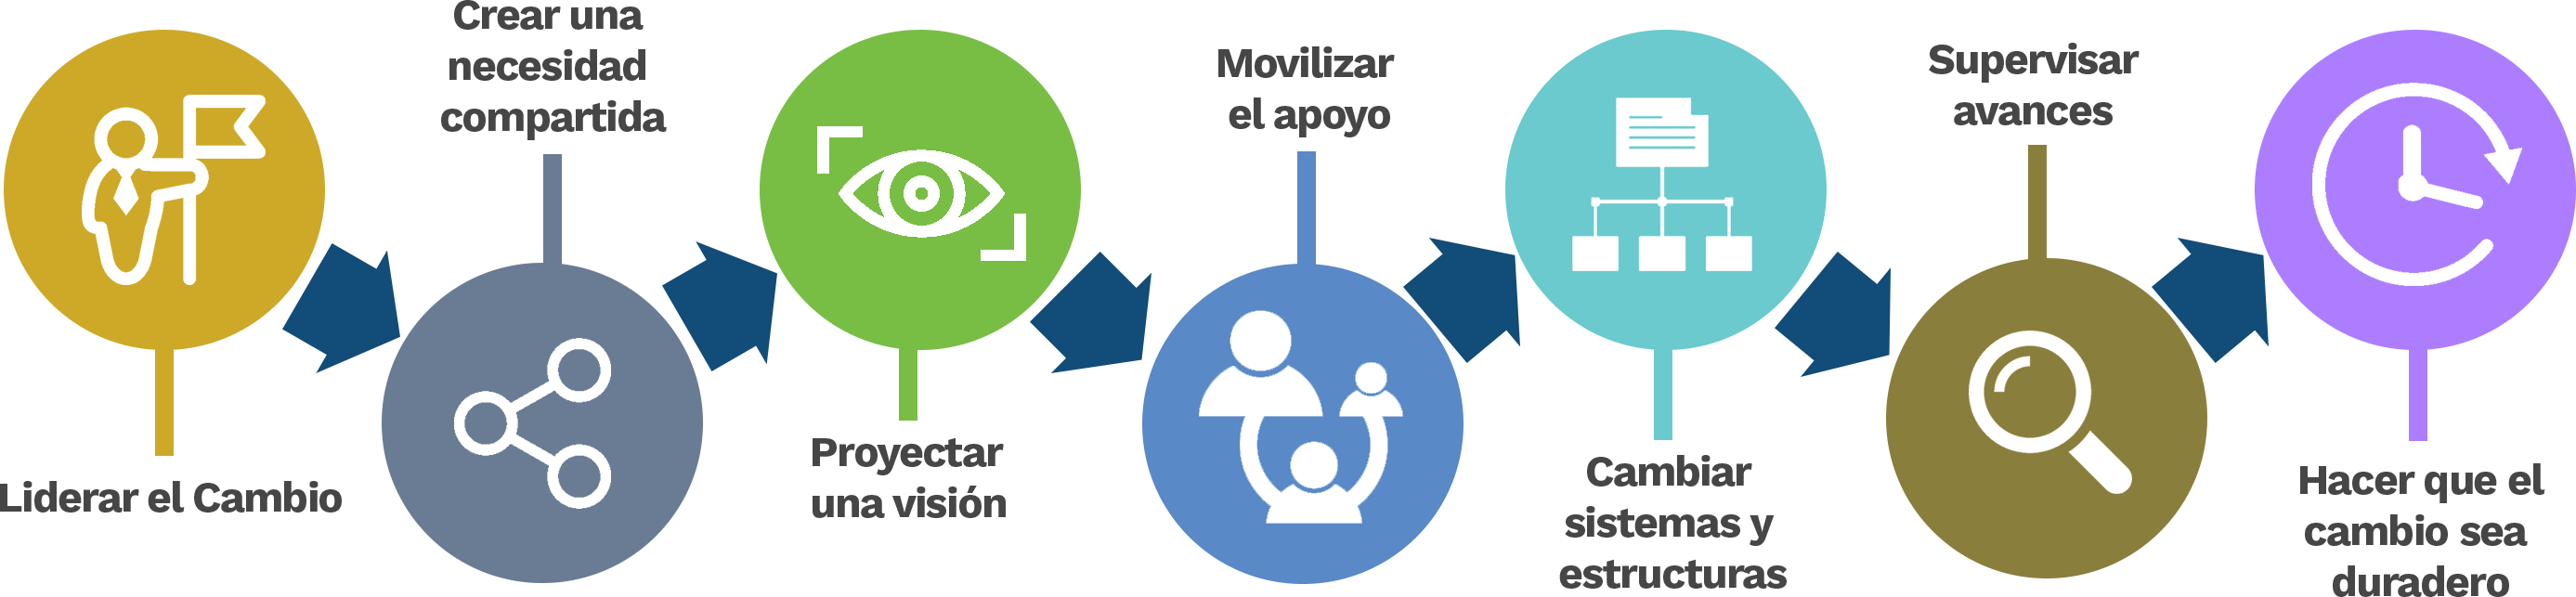 Liderar el Cambio
Crear una
necesidad
compartida
Proyectar
una visión
Movilizar
el apoyo
Cambiar
sistemas y
estructuras
Supervisar
avances
Hacer que el
cambio sea
duradero